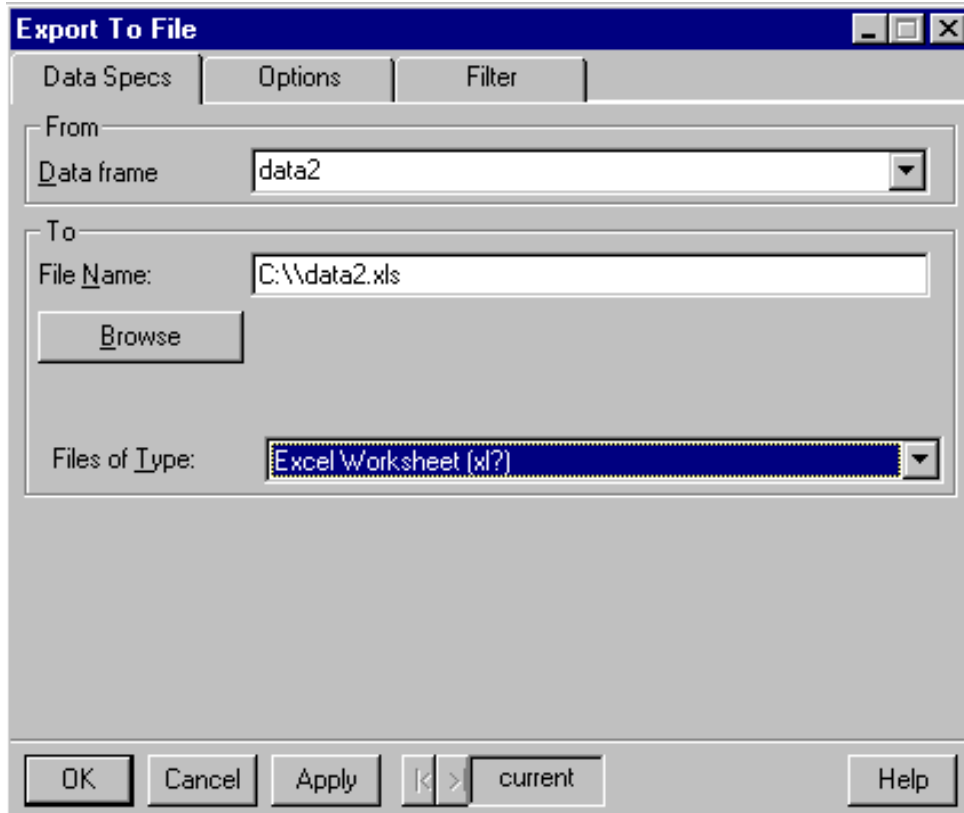 Export To File
Data Specs Options Filter
From
Data frame data2
To
File Name: C:\\data2.xls
Browse
Files of Type: Excel Worksheet (xl?)
OK Cancel Apply |< >| current Help